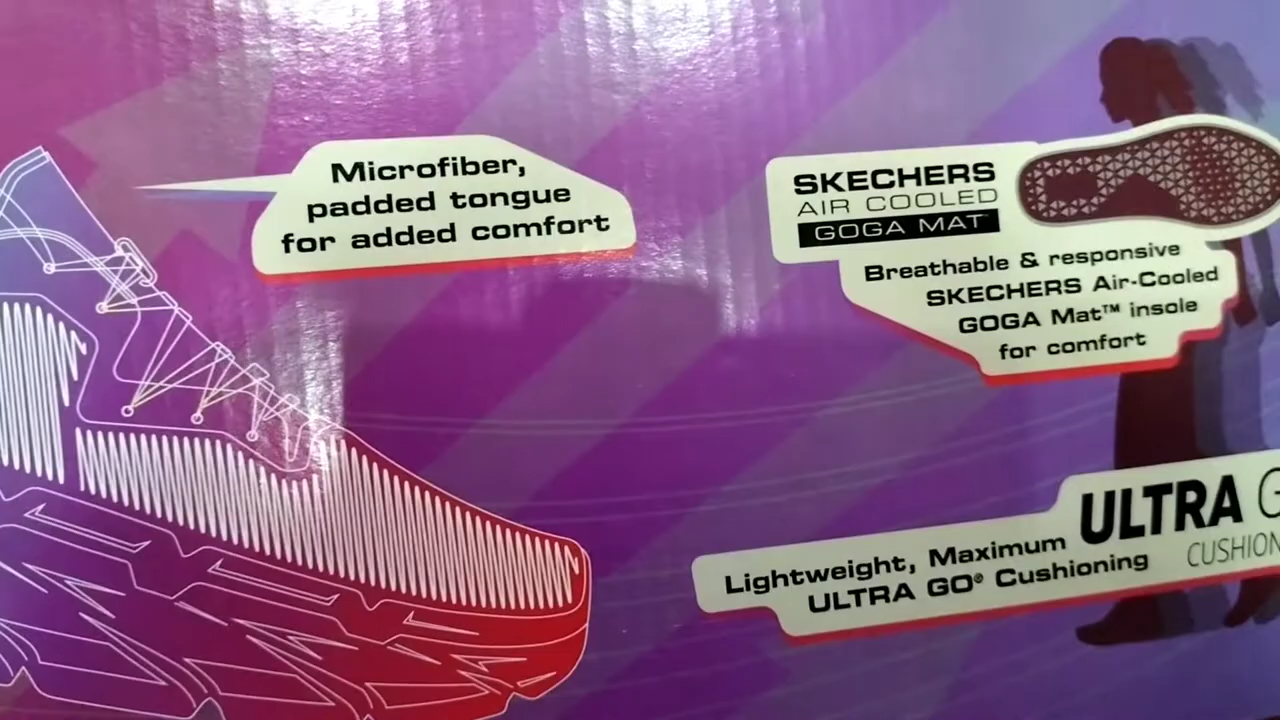 Microfiber,
padded tongue
for added comfort
SKECHERS
AIR COOLED
GOGA MAT
Breathable & responsive
SKECHERS Air-Cooled
GOGA Mat™ insole
for comfort
ULTRA G
CUSHION
Lightweight, Maximum
ULTRA GO® Cushioning